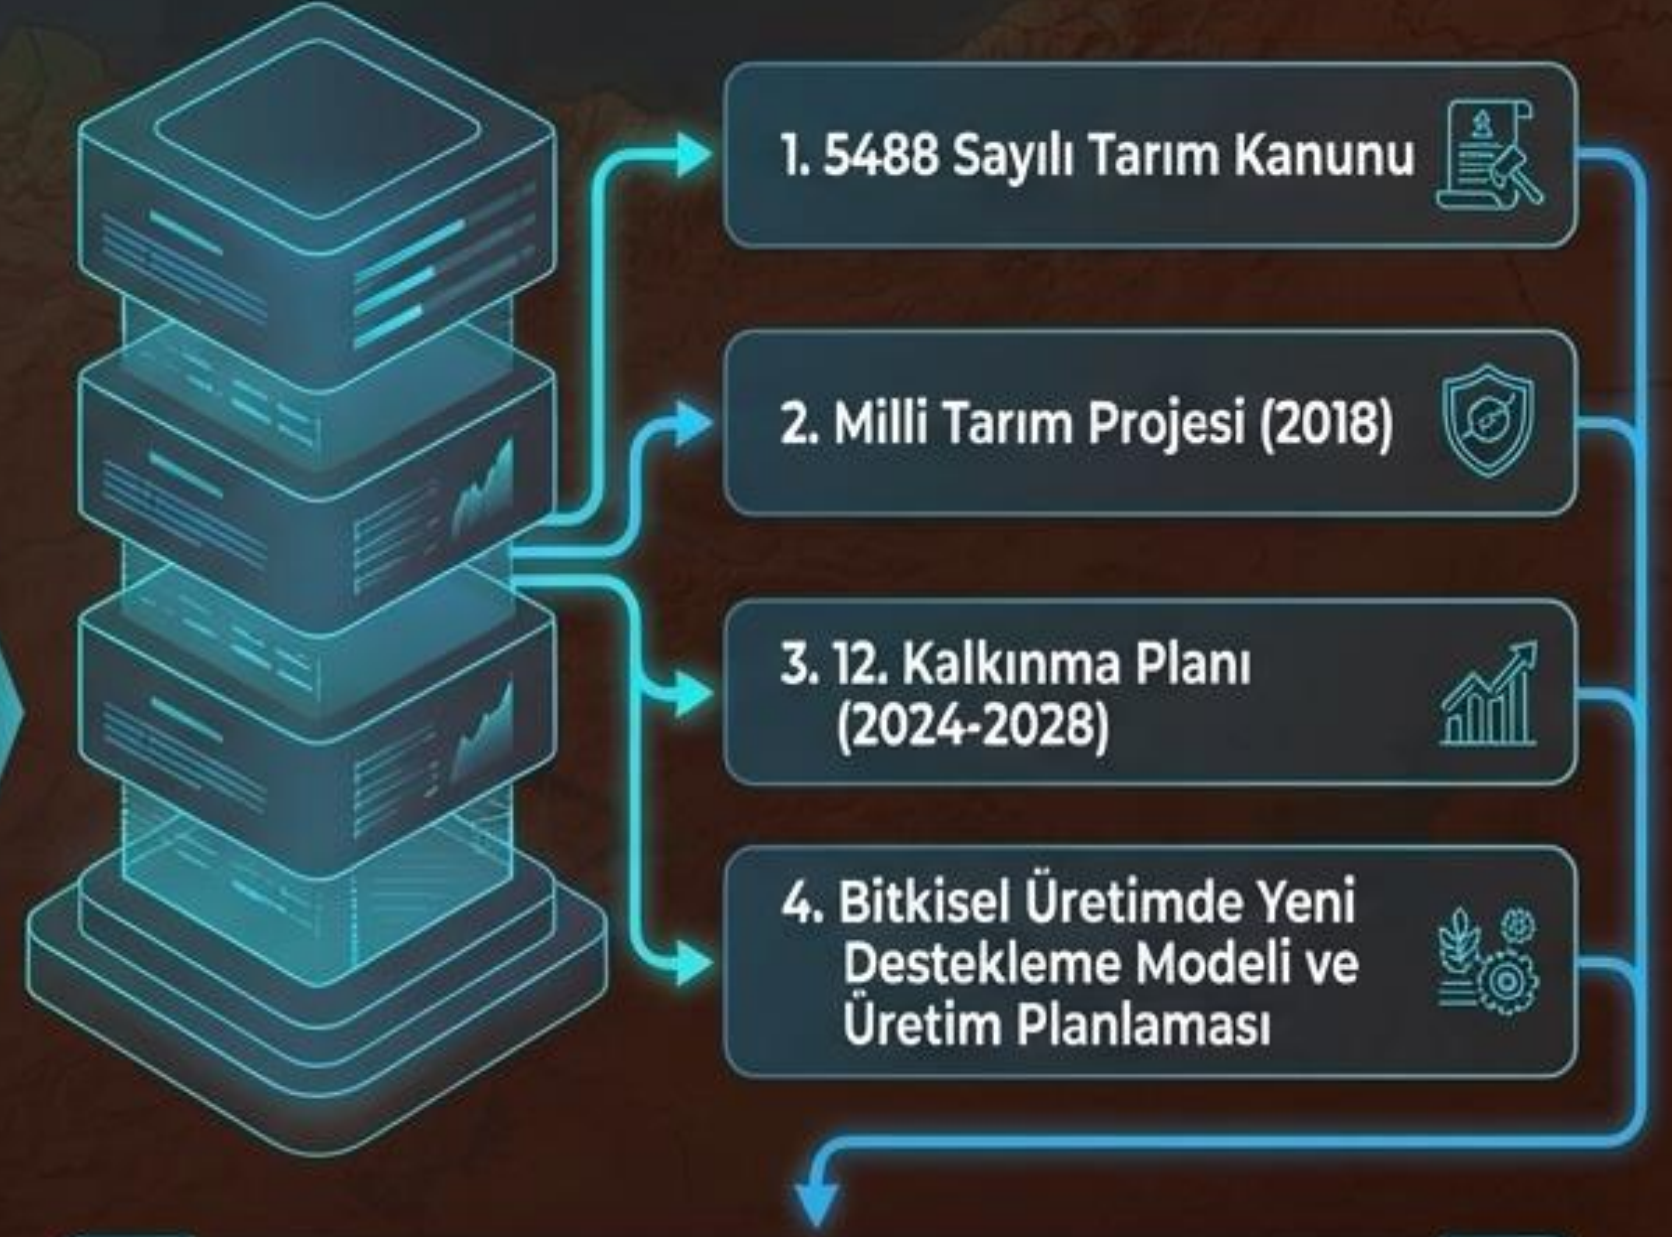 1. 5488 Sayılı Tarım Kanunu
2. Milli Tarım Projesi (2018)
3. 12. Kalkınma Planı
(2024-2028)
4. Bitkisel Üretimde Yeni
Destekleme Modeli ve
Üretim Planlaması